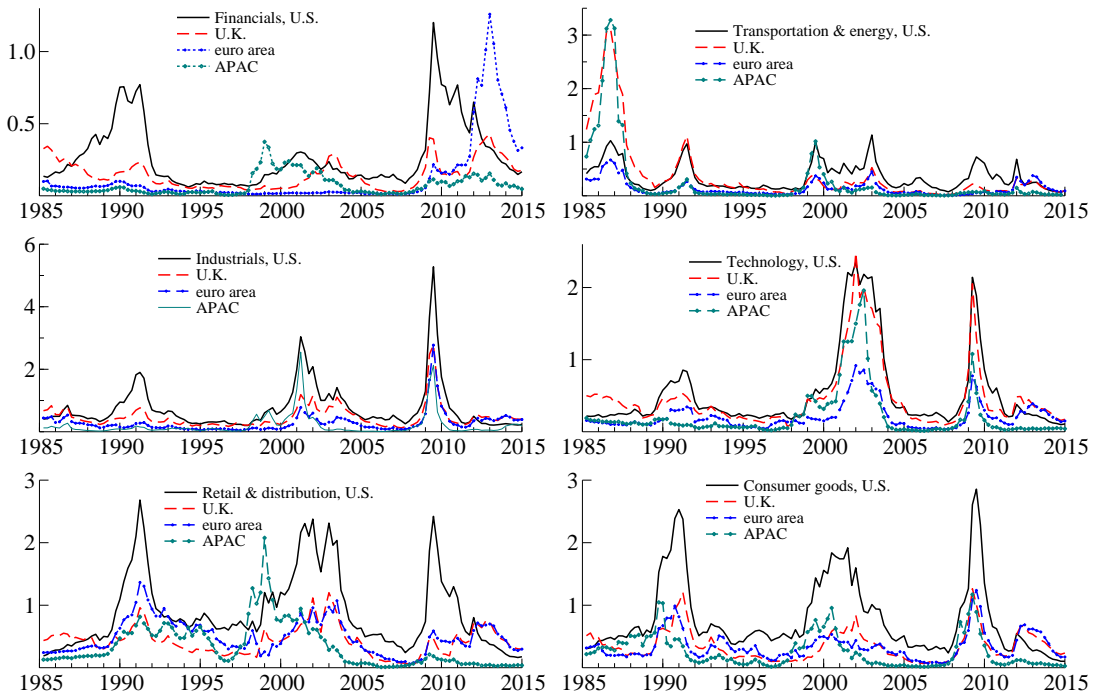 Financials, U.S.
U.K.
euro area
APAC
1.0
0.5
1985 1990 1995 2000 2005 2010 2015
Transportation & energy, U.S.
U.K.
euro area
APAC
3
2
1
1985 1990 1995 2000 2005 2010 2015
Industrials, U.S.
U.K.
euro area
APAC
6
4
2
1985 1990 1995 2000 2005 2010 2015
Technology, U.S.
U.K.
euro area
APAC
2
1
1985 1990 1995 2000 2005 2010 2015
Retail & distribution, U.S.
U.K.
euro area
APAC
3
2
1
1985 1990 1995 2000 2005 2010 2015
Consumer goods, U.S.
U.K.
euro area
APAC
3
2
1
1985 1990 1995 2000 2005 2010 2015